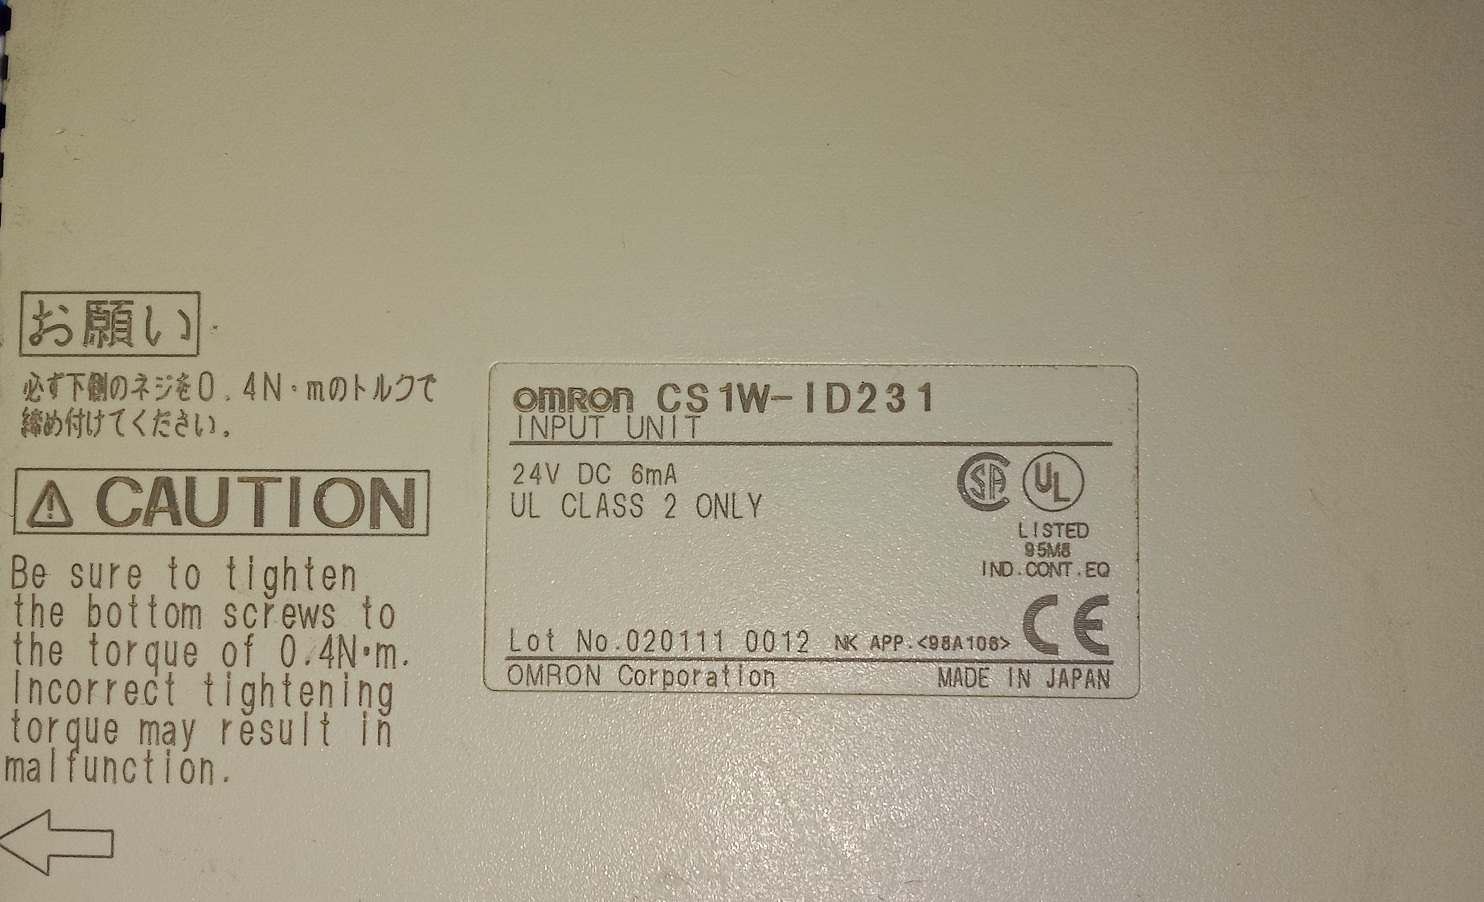 お願い
必ず下側のネジを0.4N・mのトルクで
締め付けてください。
⚠ CAUTION
Be sure to tighten
the bottom screws to
the torque of 0.4N・m.
Incorrect tightening
torque may result in
malfunction.
omRon CS1W-ID231
INPUT UNIT
24V DC 6mA
UL CLASS 2 ONLY
SA UL
LISTED
95M8
IND.CONT.EQ
CE
Lot No.020111 0012 NK APP.<98A108>
OMRON Corporation MADE IN JAPAN